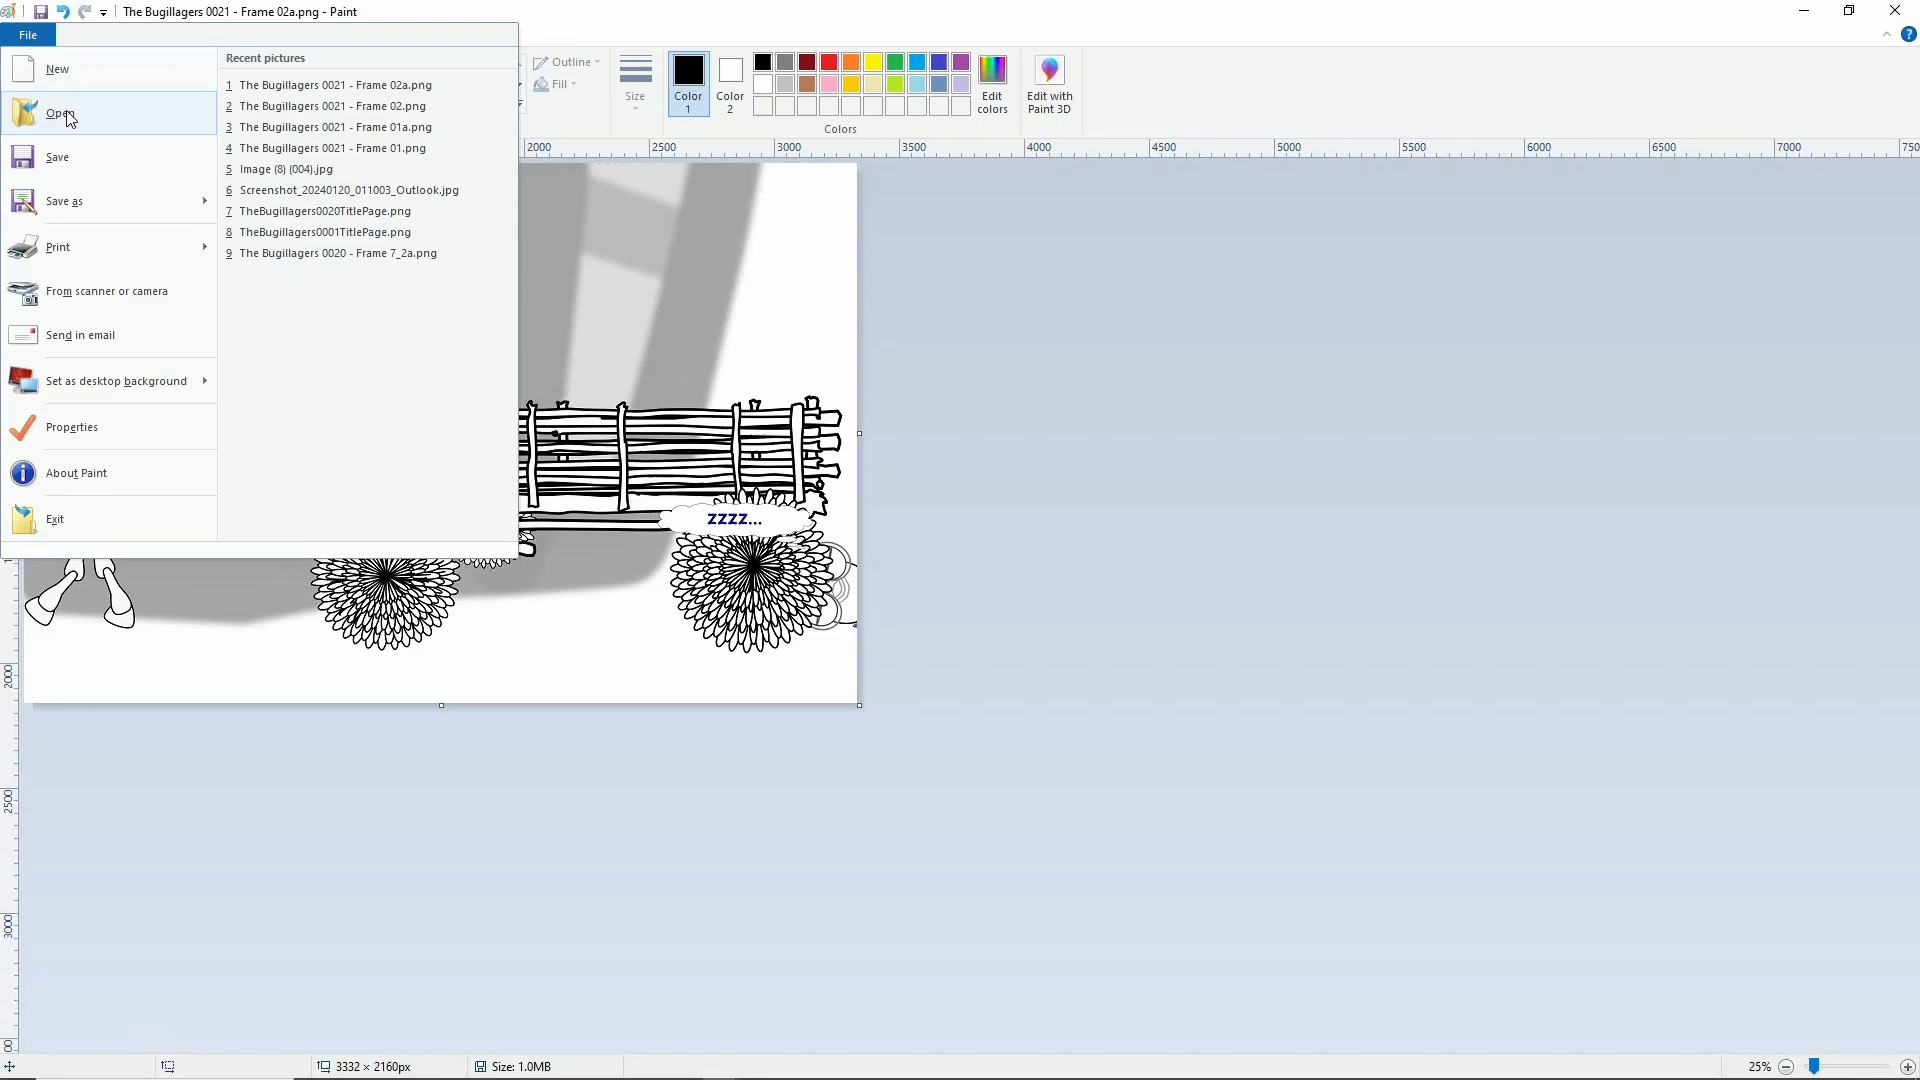 The Bugillagers 0021 - Frame 02a.png - Paint
File
New
Open
Save
Save as
Print
From scanner or camera
Send in email
Set as desktop background
Properties
About Paint
Exit
Recent pictures
1 The Bugillagers 0021 - Frame 02a.png
2 The Bugillagers 0021 - Frame 02.png
3 The Bugillagers 0021 - Frame 01a.png
4 The Bugillagers 0021 - Frame 01.png
5 Image (8) (004).jpg
6 Screenshot_20240120_011003_Outlook.jpg
7 TheBugillagers0020TitlePage.png
8 TheBugillagers0001TitlePage.png
9 The Bugillagers 0020 - Frame 7_2a.png
Outline
Fill
Size
Color 1
Color 2
Edit colors
Edit with Paint 3D
Colors
2000 2500 3000 3500 4000 4500 5000 5500 6000 6500 7000 750
zzzz...
2000
2500
3000
3332 × 2160px
Size: 1.0MB
25%